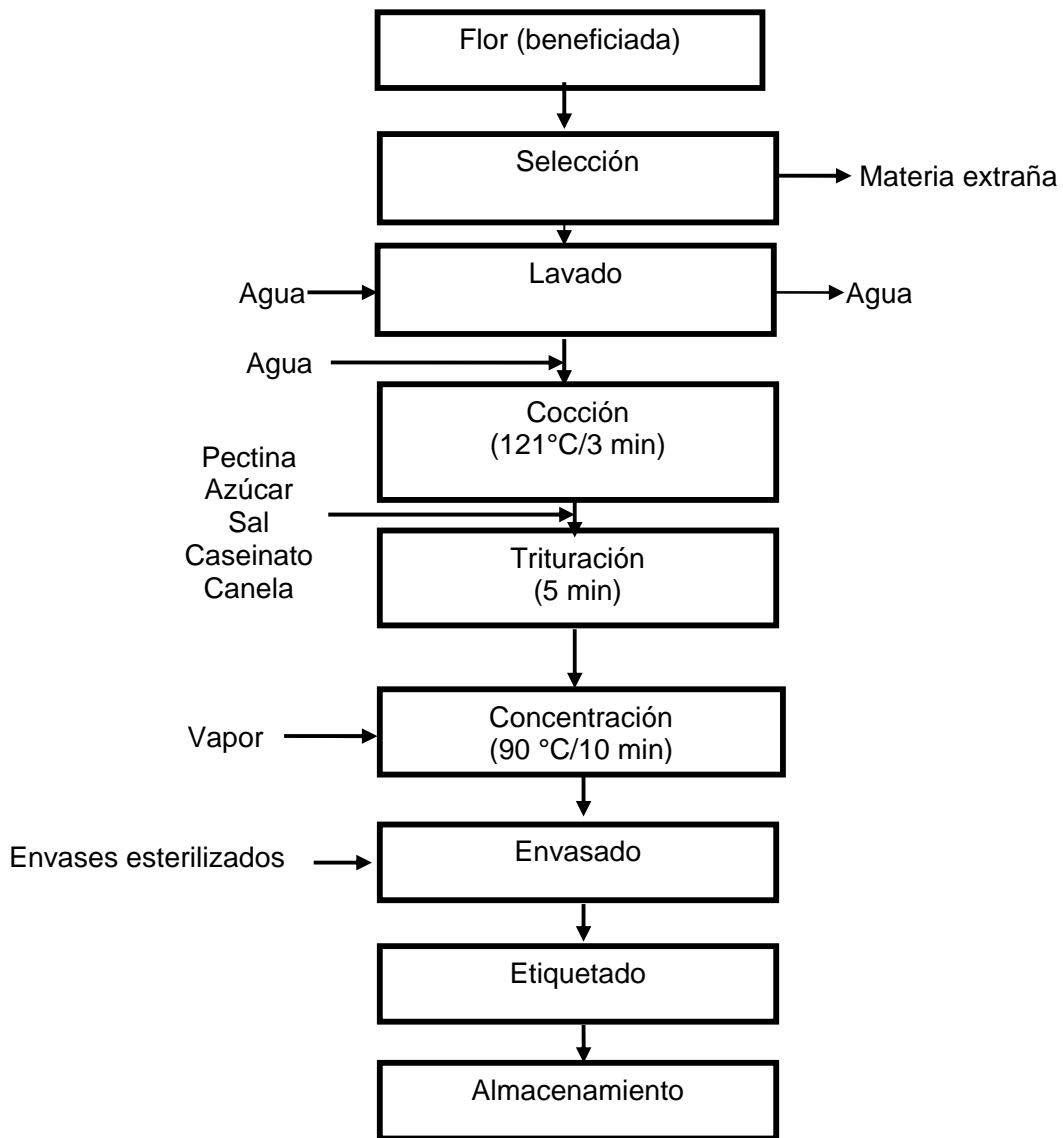 Flor (beneficiada)
Selección
Materia extraña
Lavado
Agua
Agua
Agua
Cocción
(121°C/3 min)
Pectina
Azúcar
Sal
Caseinato
Canela
Trituración
(5 min)
Concentración
(90 °C/10 min)
Vapor
Envases esterilizados
Envasado
Etiquetado
Almacenamiento